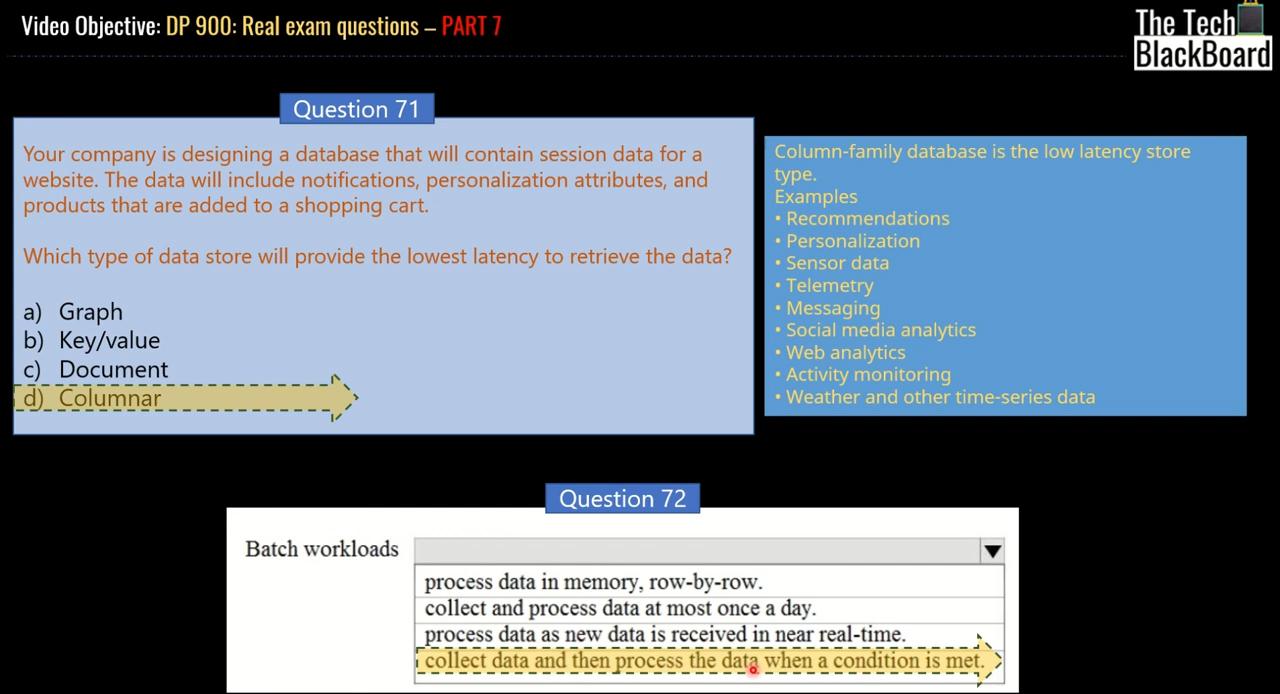 Video Objective: DP 900: Real exam questions – PART 7
The Tech
BlackBoard
Question 71
Your company is designing a database that will contain session data for a
website. The data will include notifications, personalization attributes, and
products that are added to a shopping cart.
Which type of data store will provide the lowest latency to retrieve the data?
a) Graph
b) Key/value
c) Document
d) Columnar
Column-family database is the low latency store
type.
Examples
• Recommendations
• Personalization
• Sensor data
• Telemetry
• Messaging
• Social media analytics
• Web analytics
• Activity monitoring
• Weather and other time-series data
Question 72
Batch workloads
process data in memory, row-by-row.
collect and process data at most once a day.
process data as new data is received in near real-time.
collect data and then process the data when a condition is met.